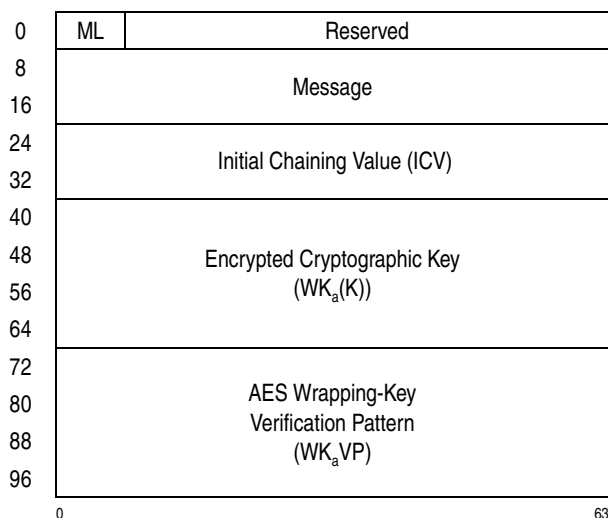 0 ML Reserved
8
Message
16
24
Initial Chaining Value (ICV)
32
40
48 Encrypted Cryptographic Key
56 (WKa(K))
64
72
AES Wrapping-Key
80
Verification Pattern
88
(WKaVP)
96
0 63